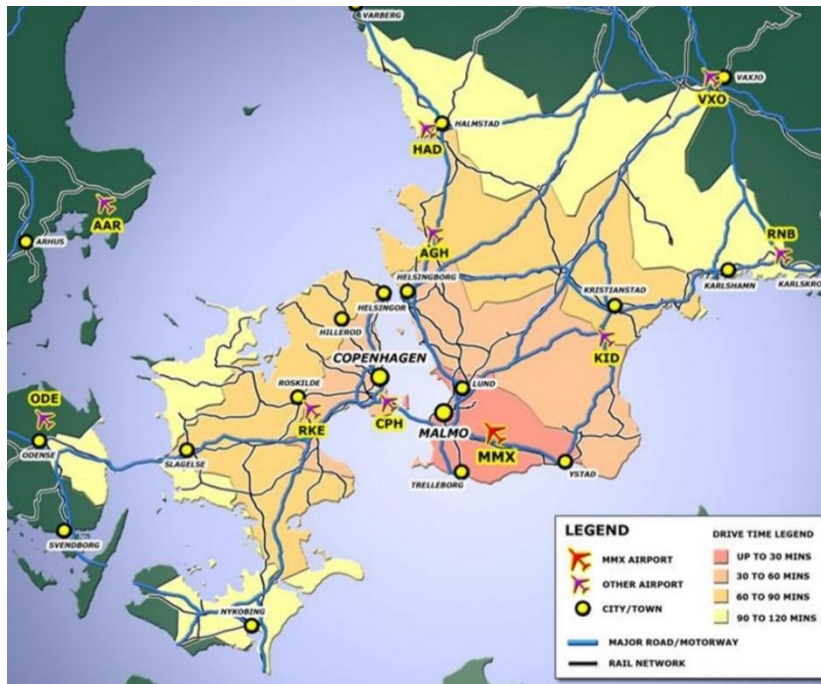 VARBERG
VAXJO
VXO
HALMSTAD
HAD
AAR
ARHUS
AGH
RNB
HELSINGBORG
KRISTIANSTAD
KARLSHAMN
KARLSKRO
HELSINGOR
HILLEROD
COPENHAGEN
KID
ROSKILDE
LUND
ODE
RKE
CPH
MALMO
MMX
ODENSE
SLAGELSE
TRELLEBORG
YSTAD
SVENDBORG
NYKOBING
LEGEND
MMX AIRPORT
OTHER AIRPORT
CITY/TOWN
MAJOR ROAD/MOTORWAY
RAIL NETWORK
DRIVE TIME LEGEND
UP TO 30 MINS
30 TO 60 MINS
60 TO 90 MINS
90 TO 120 MINS